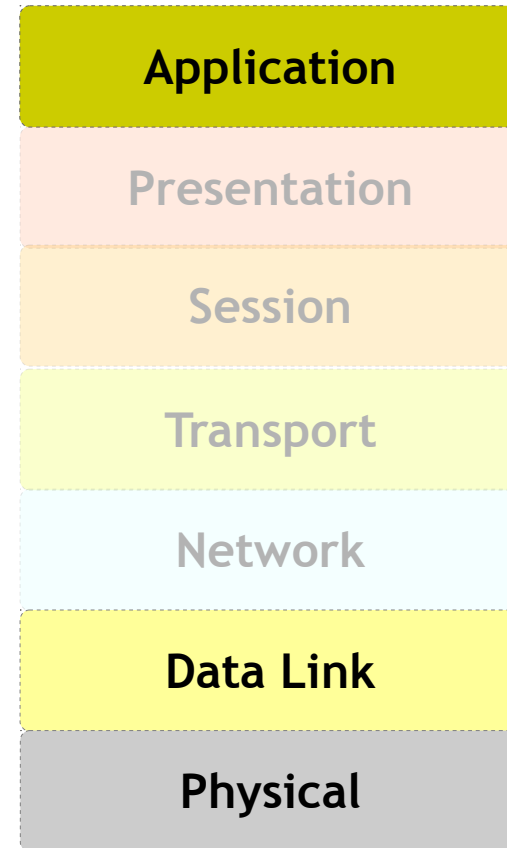 Application
Presentation
Session
Transport
Network
Data Link
Physical